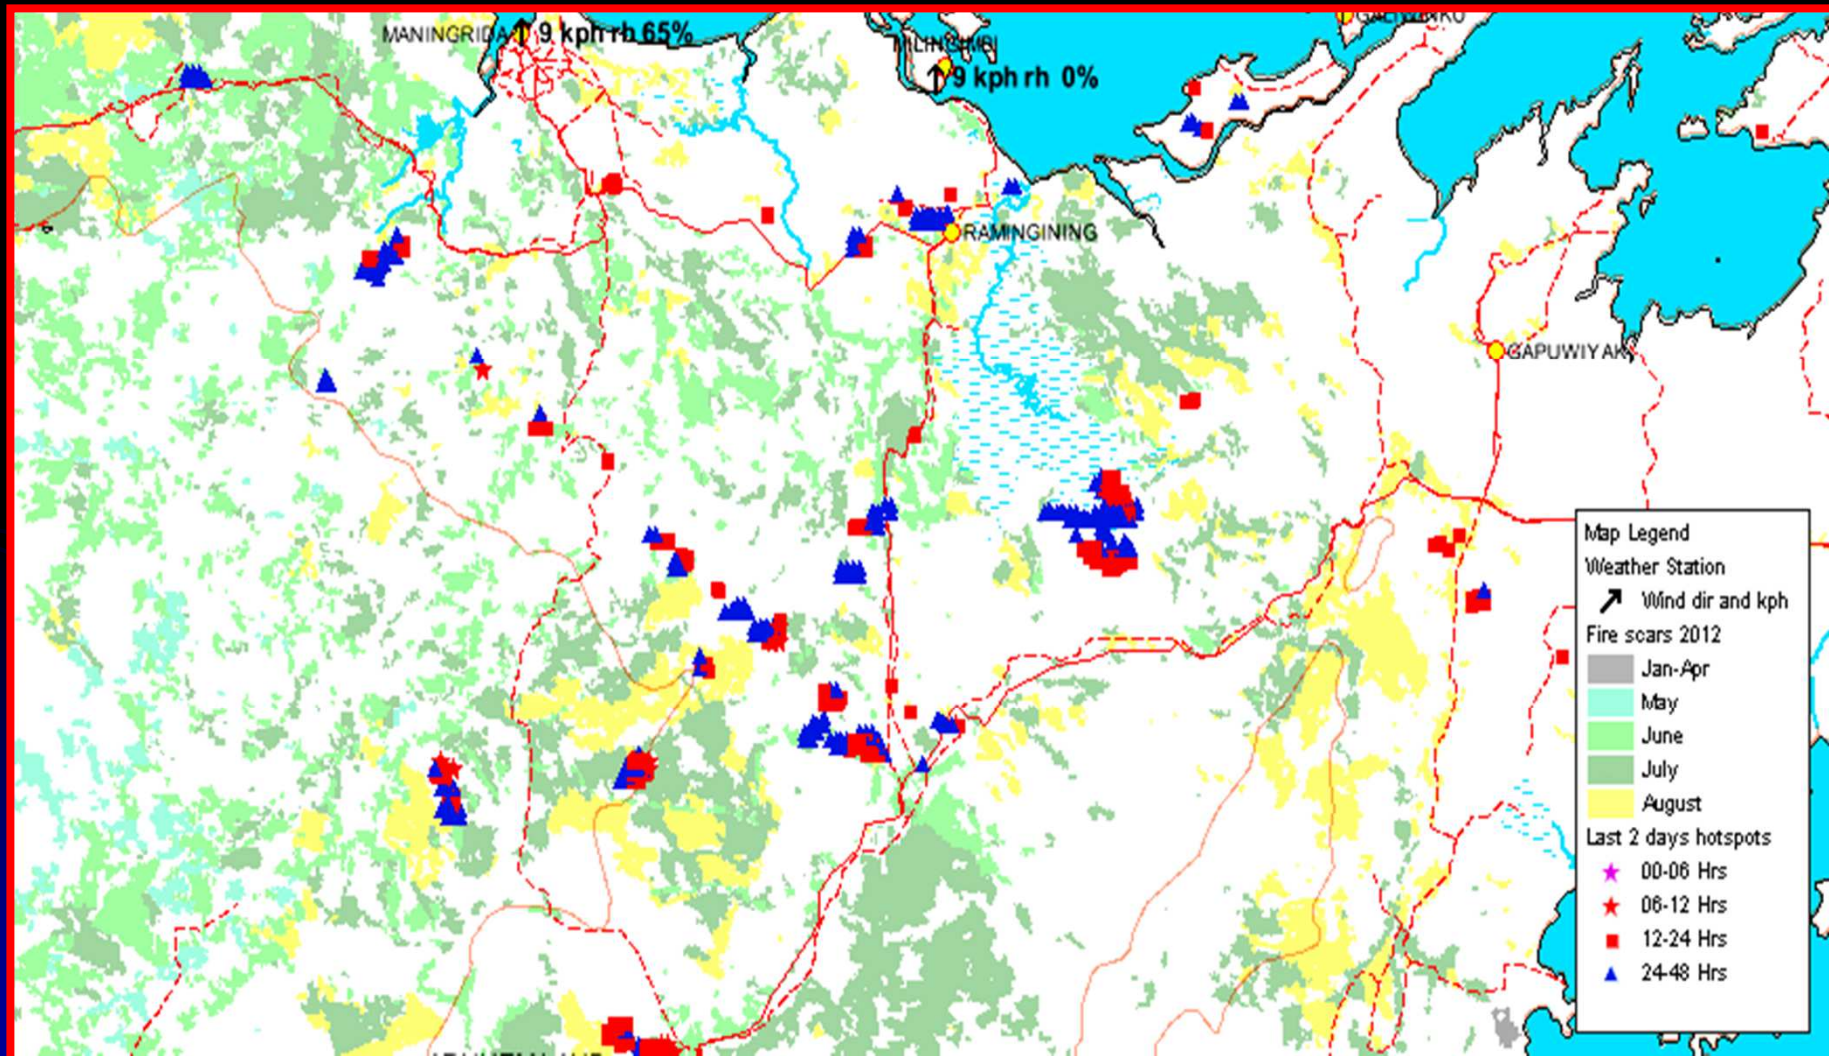 GALIWINKU
MANINGRIDA
9 kph rh 65%
MILINGIMBI
9 kph rh 0%
RAMINGINING
GAPUWIYAK
Map Legend
Weather Station
Wind dir and kph
Fire scars 2012
Jan-Apr
May
June
July
August
Last 2 days hotspots
00-06 Hrs
06-12 Hrs
12-24 Hrs
24-48 Hrs